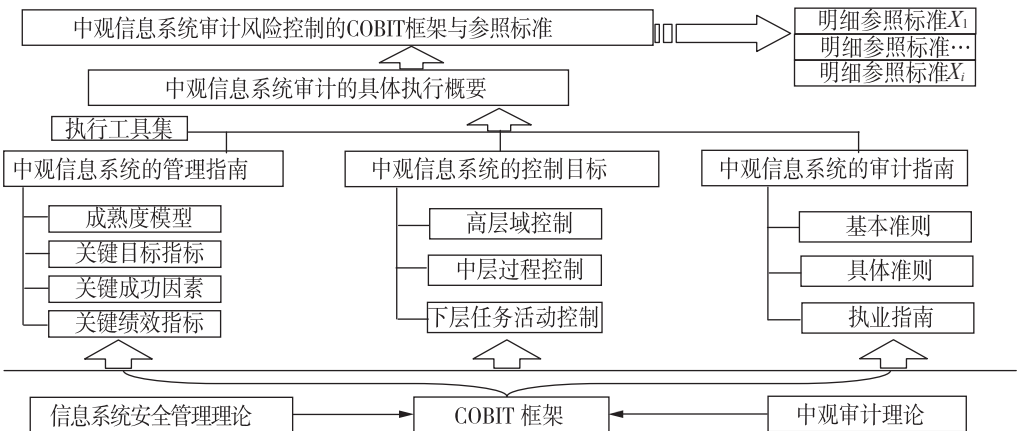 中观信息系统审计风险控制的COBIT框架与参照标准
明细参照标准X1
明细参照标准…
明细参照标准Xi
中观信息系统审计的具体执行概要
执行工具集
中观信息系统的管理指南
中观信息系统的控制目标
中观信息系统的审计指南
成熟度模型
关键目标指标
关键成功因素
关键绩效指标
高层域控制
中层过程控制
下层任务活动控制
基本准则
具体准则
执业指南
信息系统安全管理理论
COBIT 框架
中观审计理论